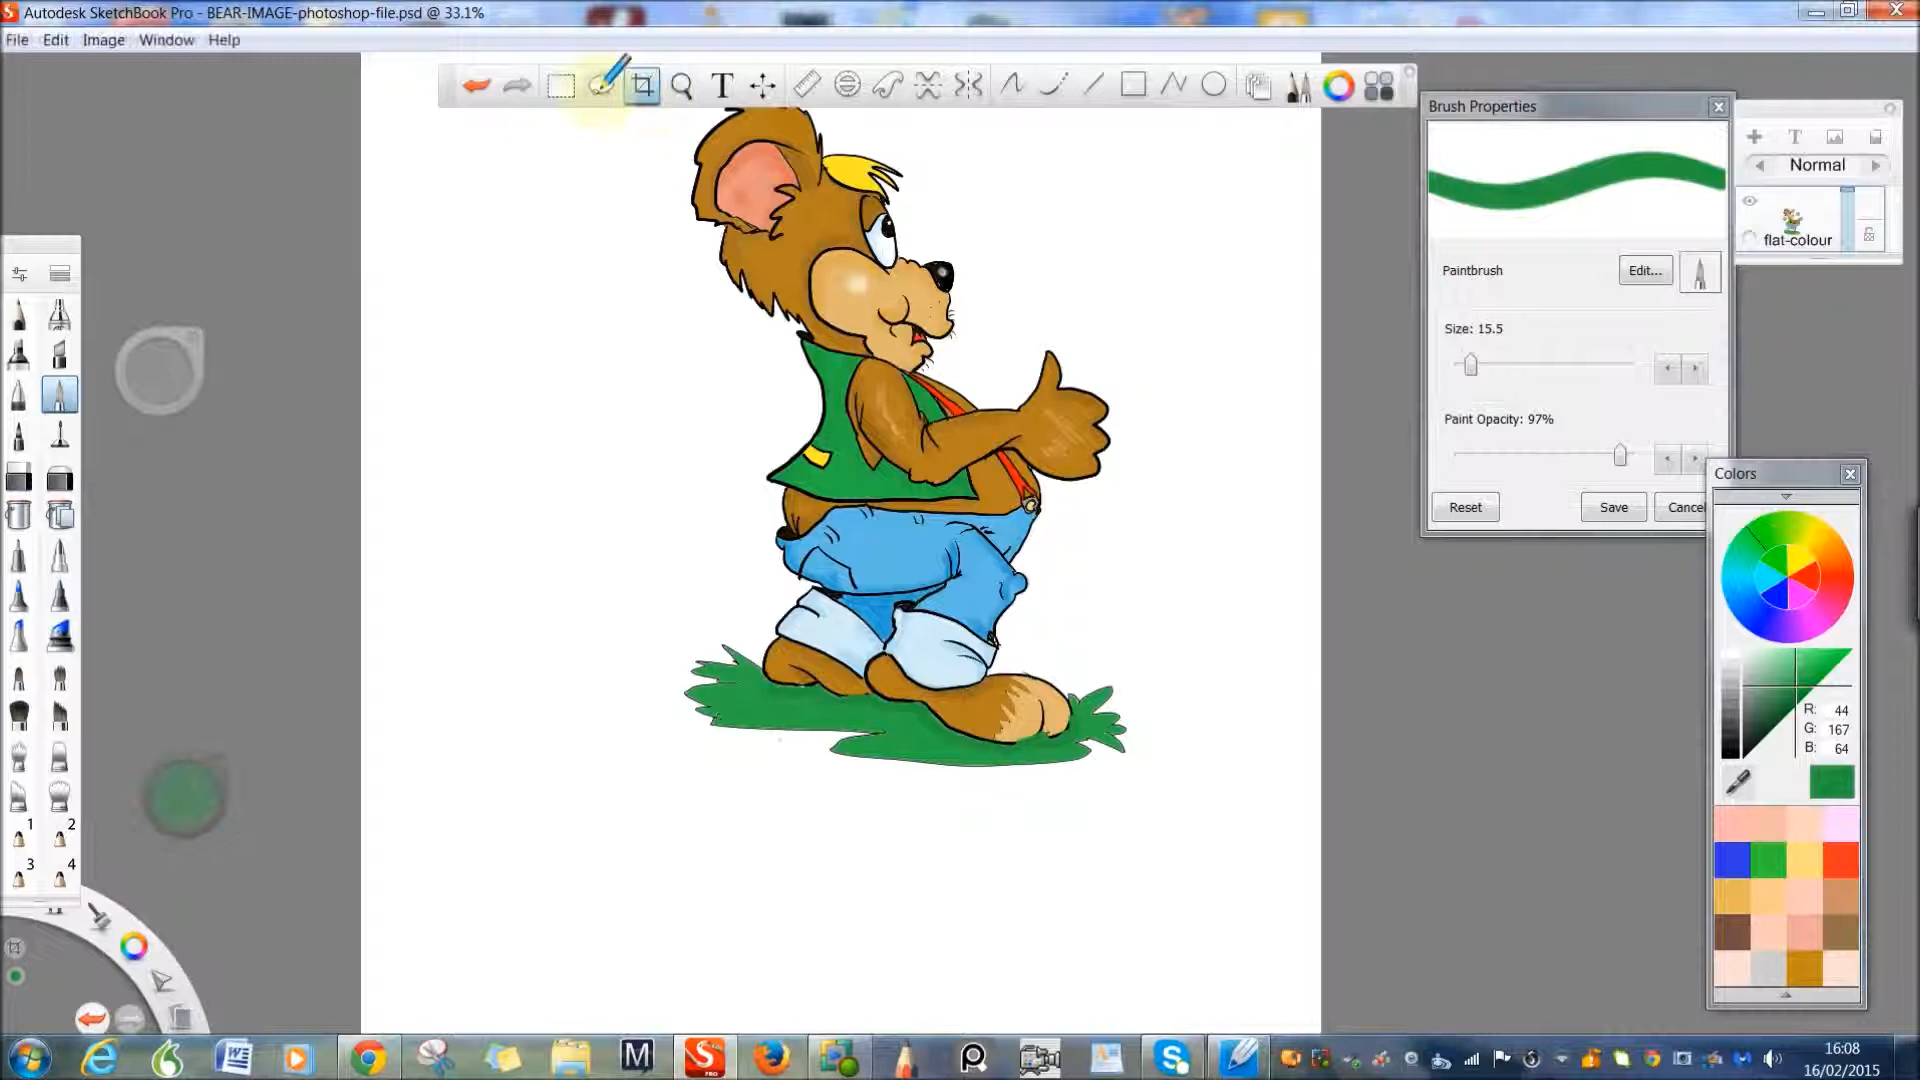 Autodesk SketchBook Pro - BEAR-IMAGE-photoshop-file.psd @ 33.1%
File Edit Image Window Help
T
Brush Properties
T
Normal
flat-colour
Paintbrush
Edit...
Size: 15.5
Paint Opacity: 97%
Reset
Save
Cancel
Colors
R: 44
G: 167
B: 64
1
2
3
4
W
M
S
PRO
S
16:08
16/02/2015